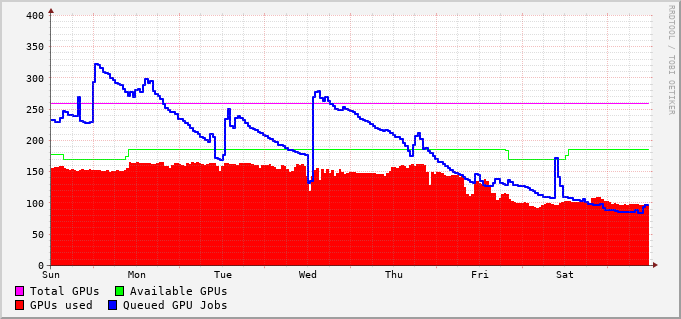 RRDTOOL / TOBI OETIKER
400
350
300
250
200
150
100
50
0
Sun Mon Tue Wed Thu Fri Sat
Total GPUs Available GPUs
GPUs used Queued GPU Jobs